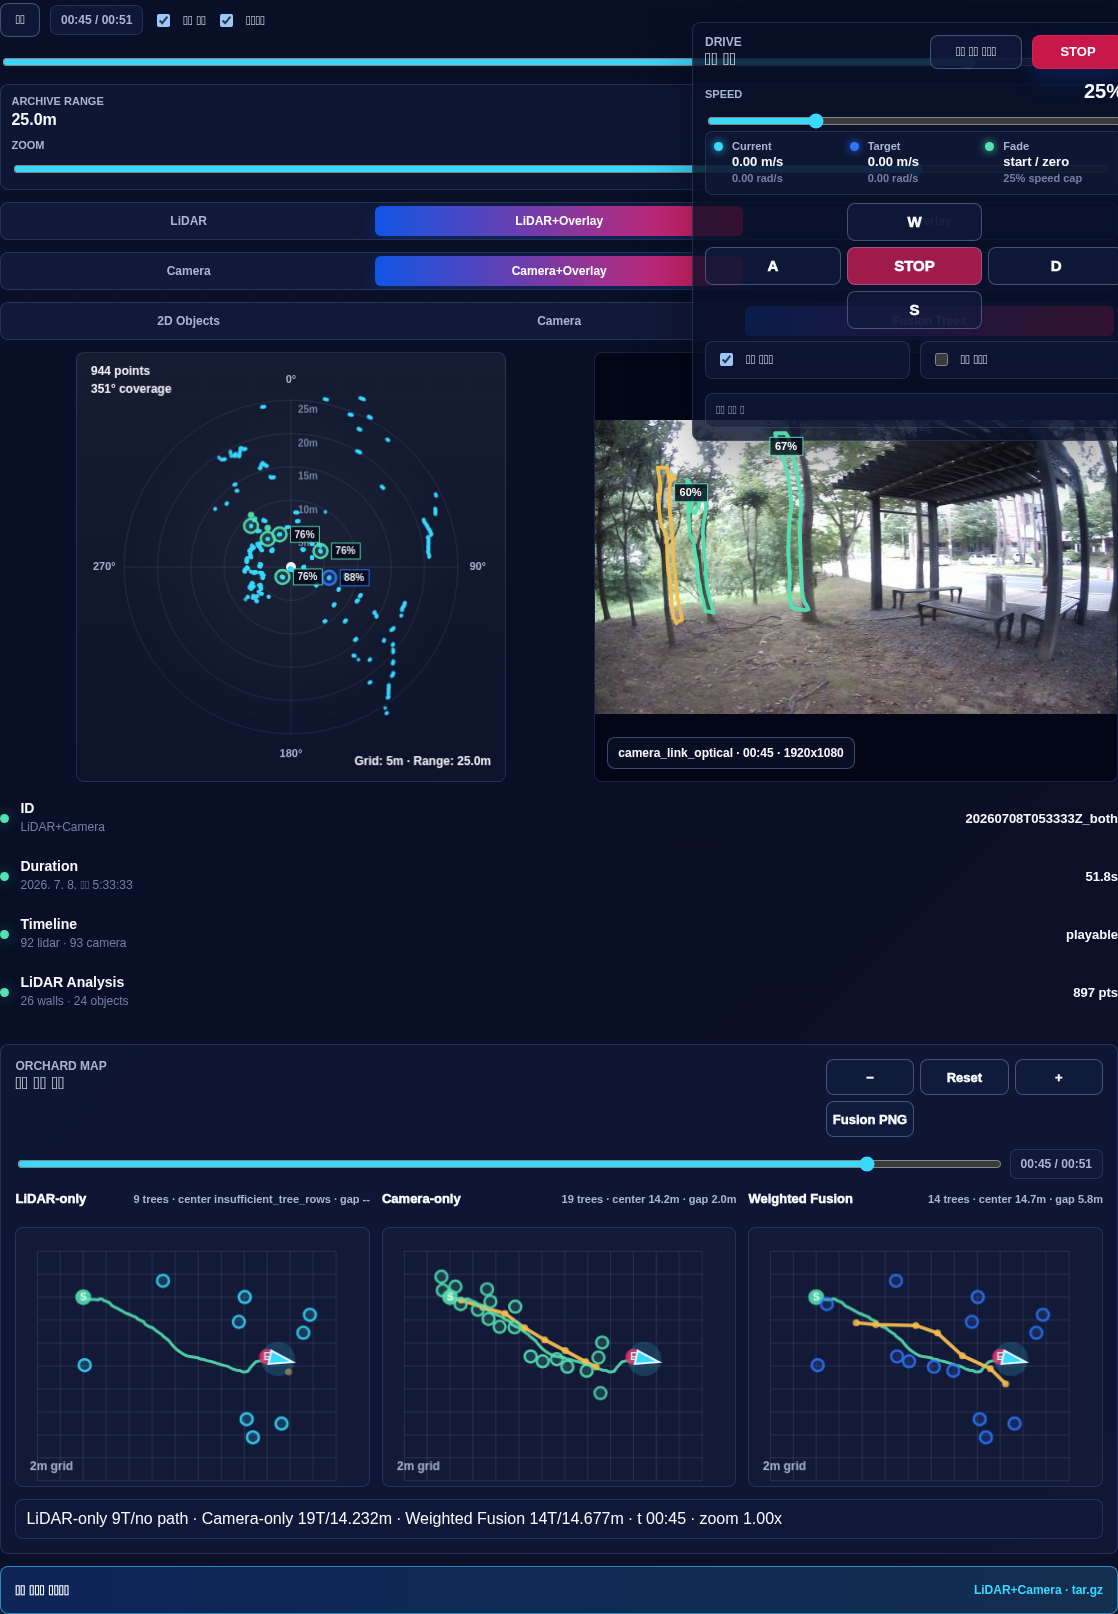 00:45 / 00:51
DRIVE
STOP
SPEED
25%
ARCHIVE RANGE
25.0m
ZOOM
Current
0.00 m/s
0.00 rad/s
Target
0.00 m/s
0.00 rad/s
Fade
start / zero
25% speed cap
LiDAR
LiDAR+Overlay
Camera
Camera+Overlay
2D Objects
Camera
Fusion Trees
W
A
STOP
D
S
944 points
351° coverage
0°
25m
20m
15m
10m
76%
76%
76%
88%
270°
90°
180°
Grid: 5m · Range: 25.0m
67%
60%
camera_link_optical · 00:45 · 1920x1080
ID
LiDAR+Camera
20260708T053333Z_both
Duration
2026. 7. 8. 5:33:33
51.8s
Timeline
92 lidar · 93 camera
playable
LiDAR Analysis
26 walls · 24 objects
897 pts
ORCHARD MAP
−
Reset
+
Fusion PNG
00:45 / 00:51
LiDAR-only
9 trees · center insufficient_tree_rows · gap --
Camera-only
19 trees · center 14.2m · gap 2.0m
Weighted Fusion
14 trees · center 14.7m · gap 5.8m
S
E
2m grid
S
E
2m grid
S
E
2m grid
LiDAR-only 9T/no path · Camera-only 19T/14.232m · Weighted Fusion 14T/14.677m · t 00:45 · zoom 1.00x
LiDAR+Camera · tar.gz